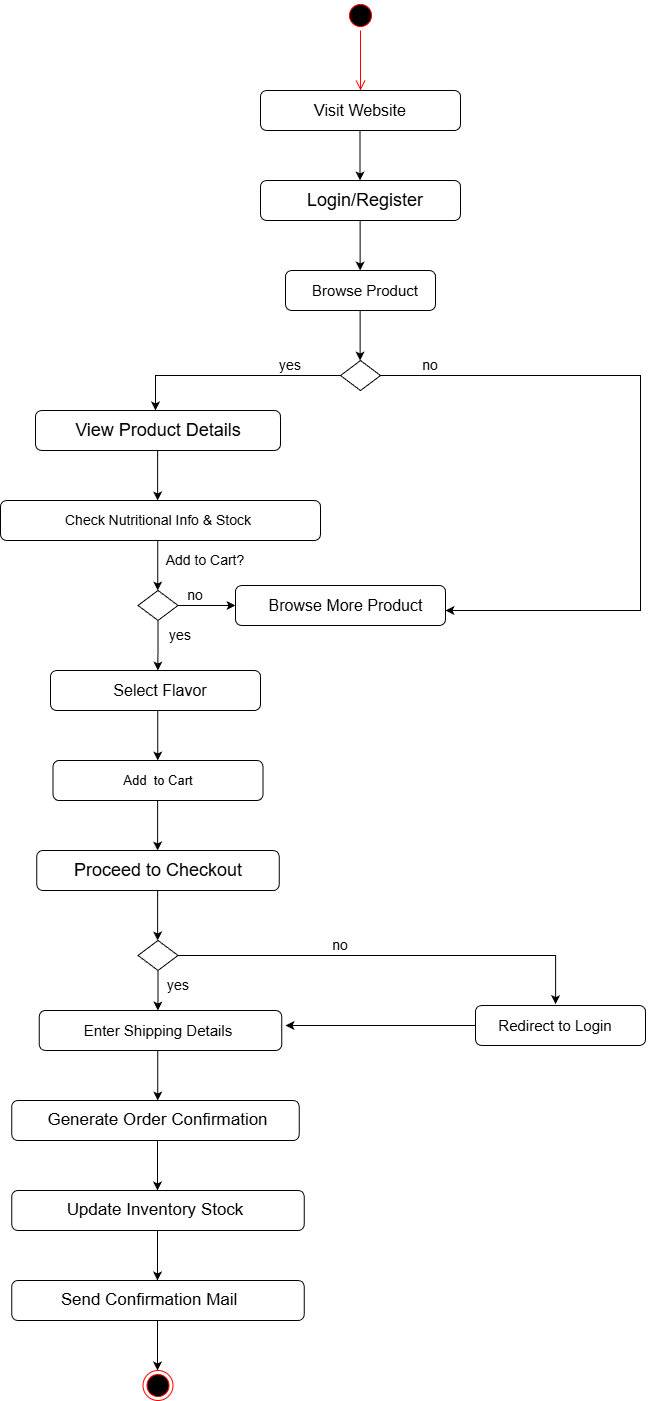 Visit Website
Login/Register
Browse Product
yes
no
View Product Details
Check Nutritional Info & Stock
Add to Cart?
no
Browse More Product
yes
Select Flavor
Add to Cart
Proceed to Checkout
no
yes
Enter Shipping Details
Redirect to Login
Generate Order Confirmation
Update Inventory Stock
Send Confirmation Mail